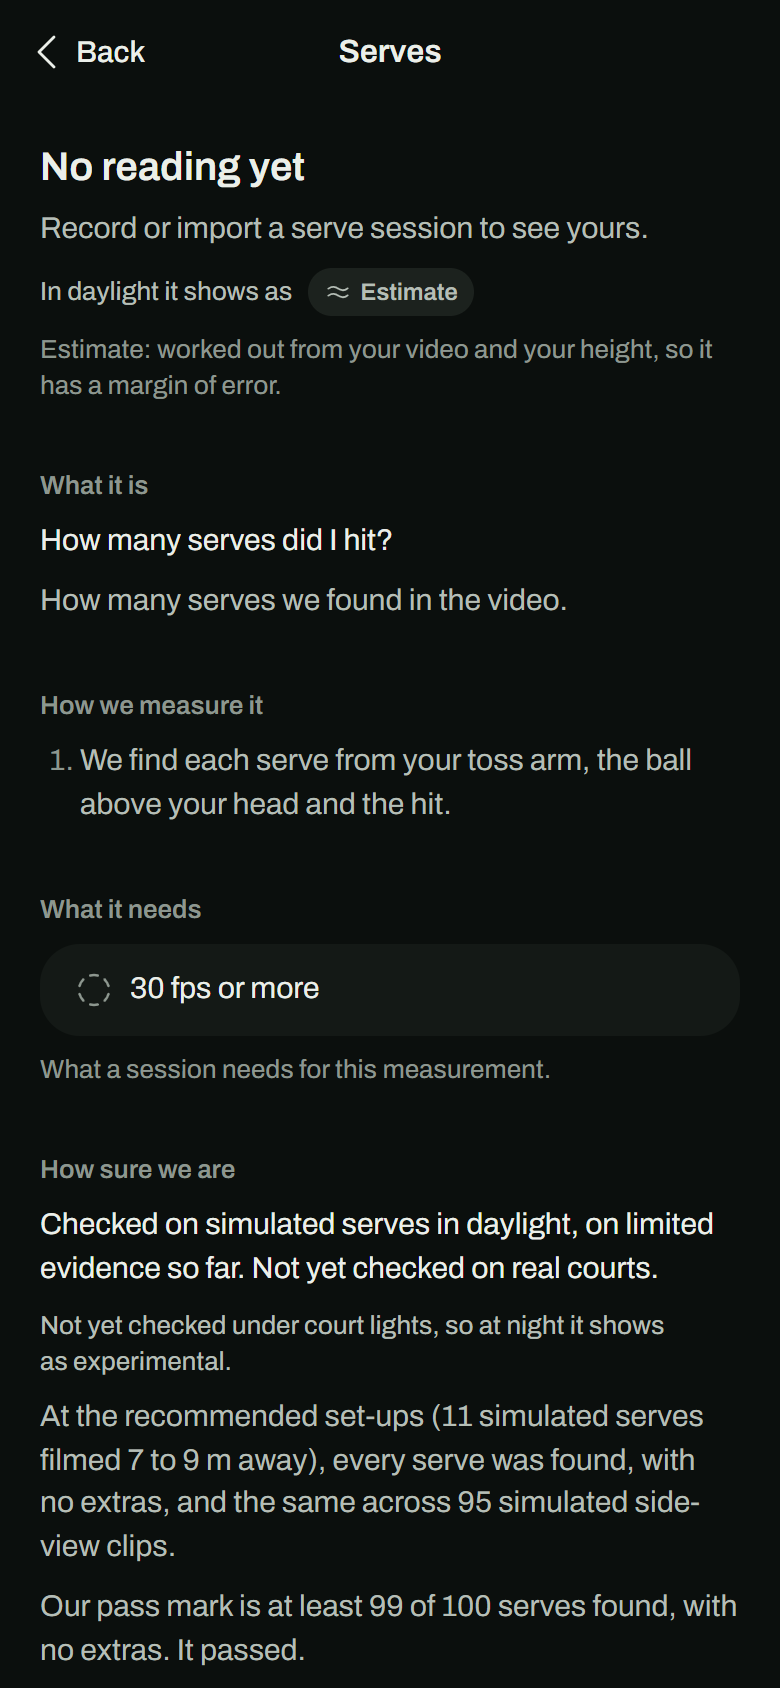 Back
Serves
No reading yet
Record or import a serve session to see yours.
In daylight it shows as
Estimate
Estimate: worked out from your video and your height, so it
has a margin of error.
What it is
How many serves did I hit?
How many serves we found in the video.
How we measure it
1. We find each serve from your toss arm, the ball
above your head and the hit.
What it needs
30 fps or more
What a session needs for this measurement.
How sure we are
Checked on simulated serves in daylight, on limited
evidence so far. Not yet checked on real courts.
Not yet checked under court lights, so at night it shows
as experimental.
At the recommended set-ups (11 simulated serves
filmed 7 to 9 m away), every serve was found, with
no extras, and the same across 95 simulated side-
view clips.
Our pass mark is at least 99 of 100 serves found, with
no extras. It passed.